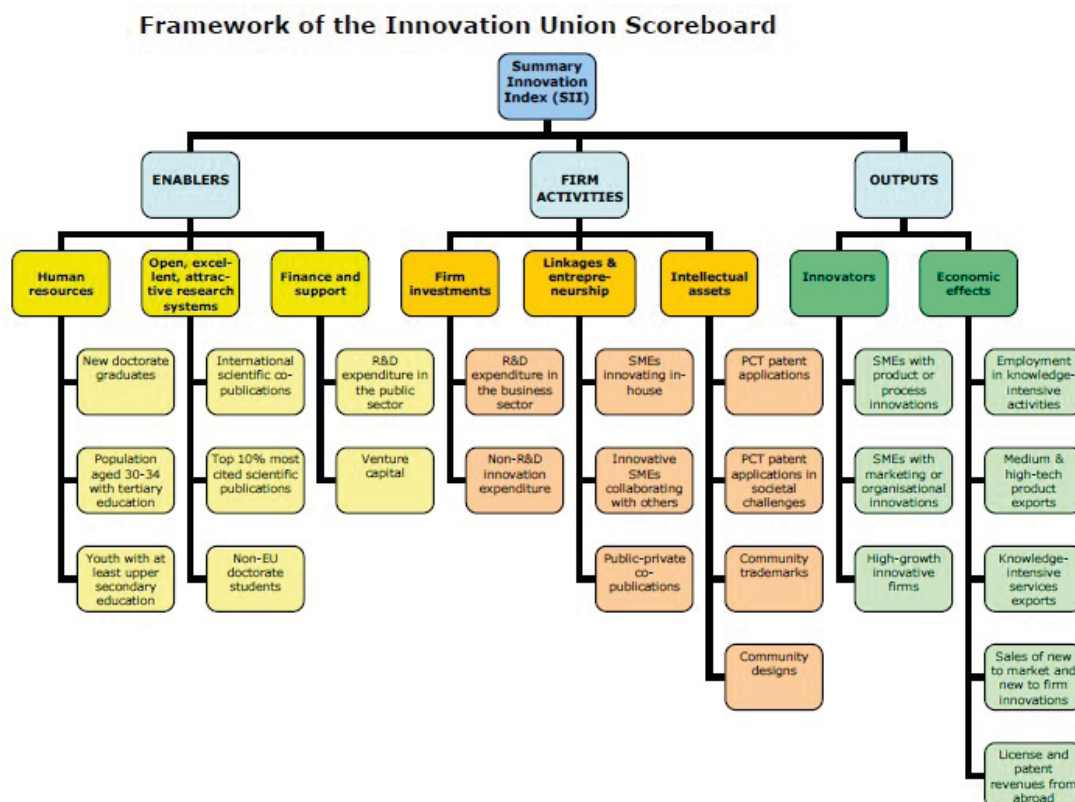 Framework of the Innovation Union Scoreboard
Summary
Innovation
Index (SII)
ENABLERS
FIRM
ACTIVITIES
OUTPUTS
Human
resources
Open, excel-
lent, attrac-
tive research
systems
Finance and
support
Firm
investments
Linkages &
entrepre-
neurship
Intellectual
assets
Innovators
Economic
effects
New doctorate
graduates
International
scientific co-
publications
R&D
expenditure in
the public
sector
R&D
expenditure in
the business
sector
SMEs
innovating in-
house
PCT patent
applications
SMEs with
product or
process
innovations
Employment
in knowledge-
intensive
activities
Population
aged 30-34
with tertiary
education
Top 10% most
cited scientific
publications
Venture
capital
Non-R&D
innovation
expenditure
Innovative
SMEs
collaborating
with others
PCT patent
applications in
societal
challenges
SMEs with
marketing or
organisational
innovations
Medium &
high-tech
product
exports
Youth with at
least upper
secondary
education
Non-EU
doctorate
students
Public-private
co-
publications
Community
trademarks
High-growth
innovative
firms
Knowledge-
intensive
services
exports
Community
designs
Sales of new
to market and
new to firm
innovations
License and
patent
revenues from
abroad